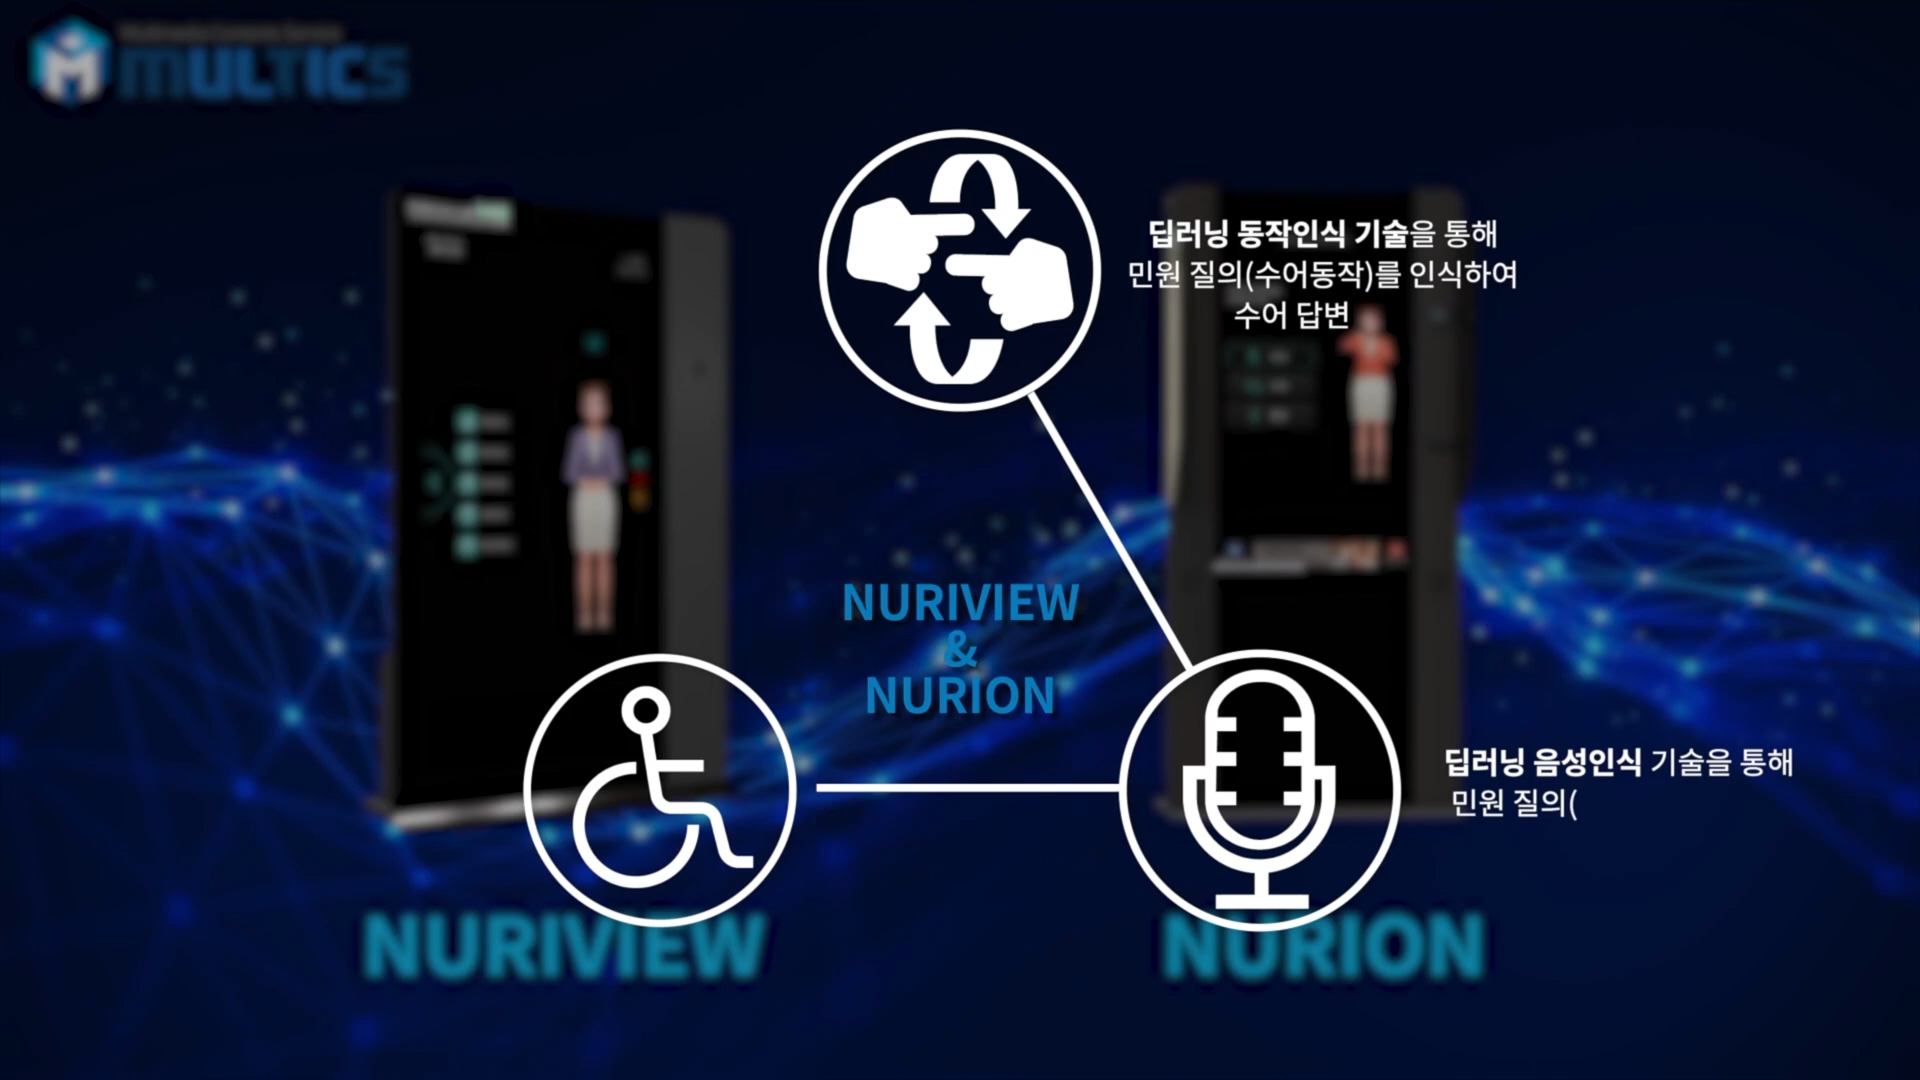 MULTICS
딥러닝 동작인식 기술을 통해
민원 질의(수어동작)를 인식하여
수어 답변
NURIVIEW
&
NURION
딥러닝 음성인식 기술을 통해
민원 질의(
NURIVIEW
NURION